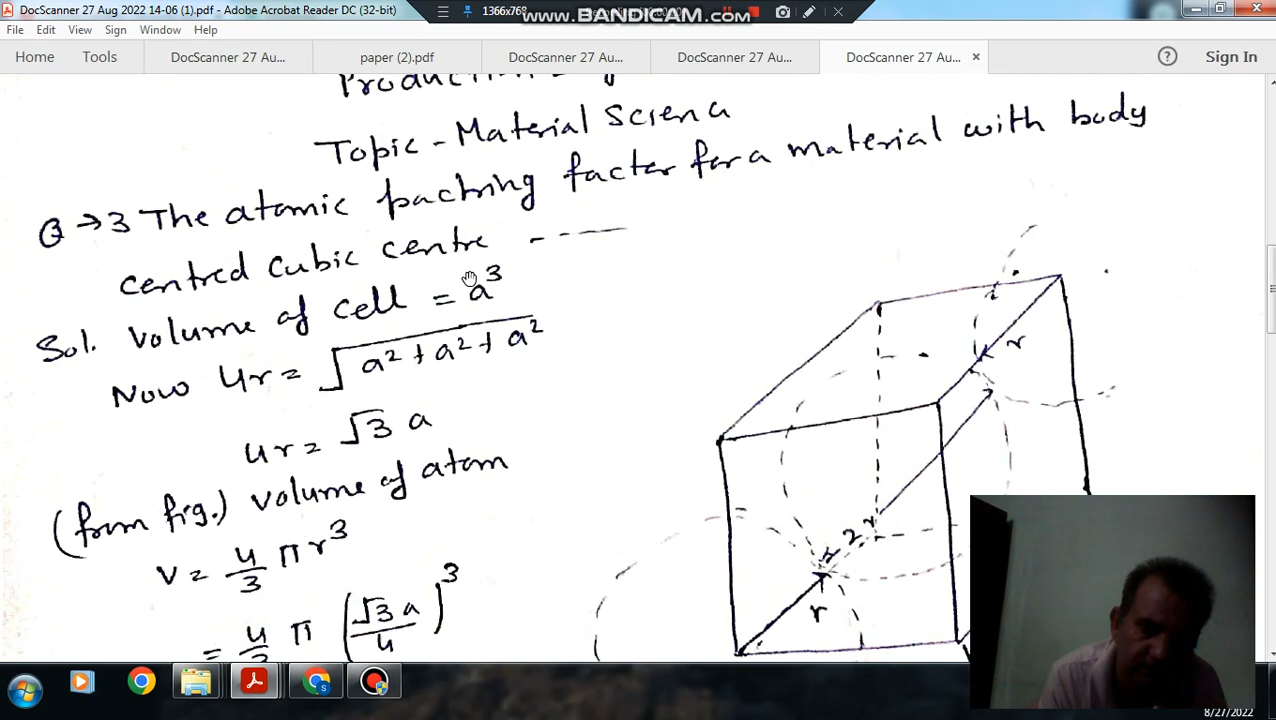 DocScanner 27 Aug 2022 14-06 (1).pdf - Adobe Acrobat Reader DC (32-bit)
1366x768
www.BANDICAM.com
File Edit View Sign Window Help
Home Tools DocScanner 27 Au... paper (2).pdf DocScanner 27 Au... DocScanner 27 Au... DocScanner 27 Au... × ? Sign In
Production
Topic - Material Scienc
Q → 3 The atomic packing factor for a material with body
centred cubic centre - - - -
Sol. Volume of cell = a³
Now 4r = √a² + a² + a²
4r = √3 a
(from fig.) volume of atom
V = 4/3 π r³
= 4/3 π (√3 a/4)³
r
2r
r
8/27/2022